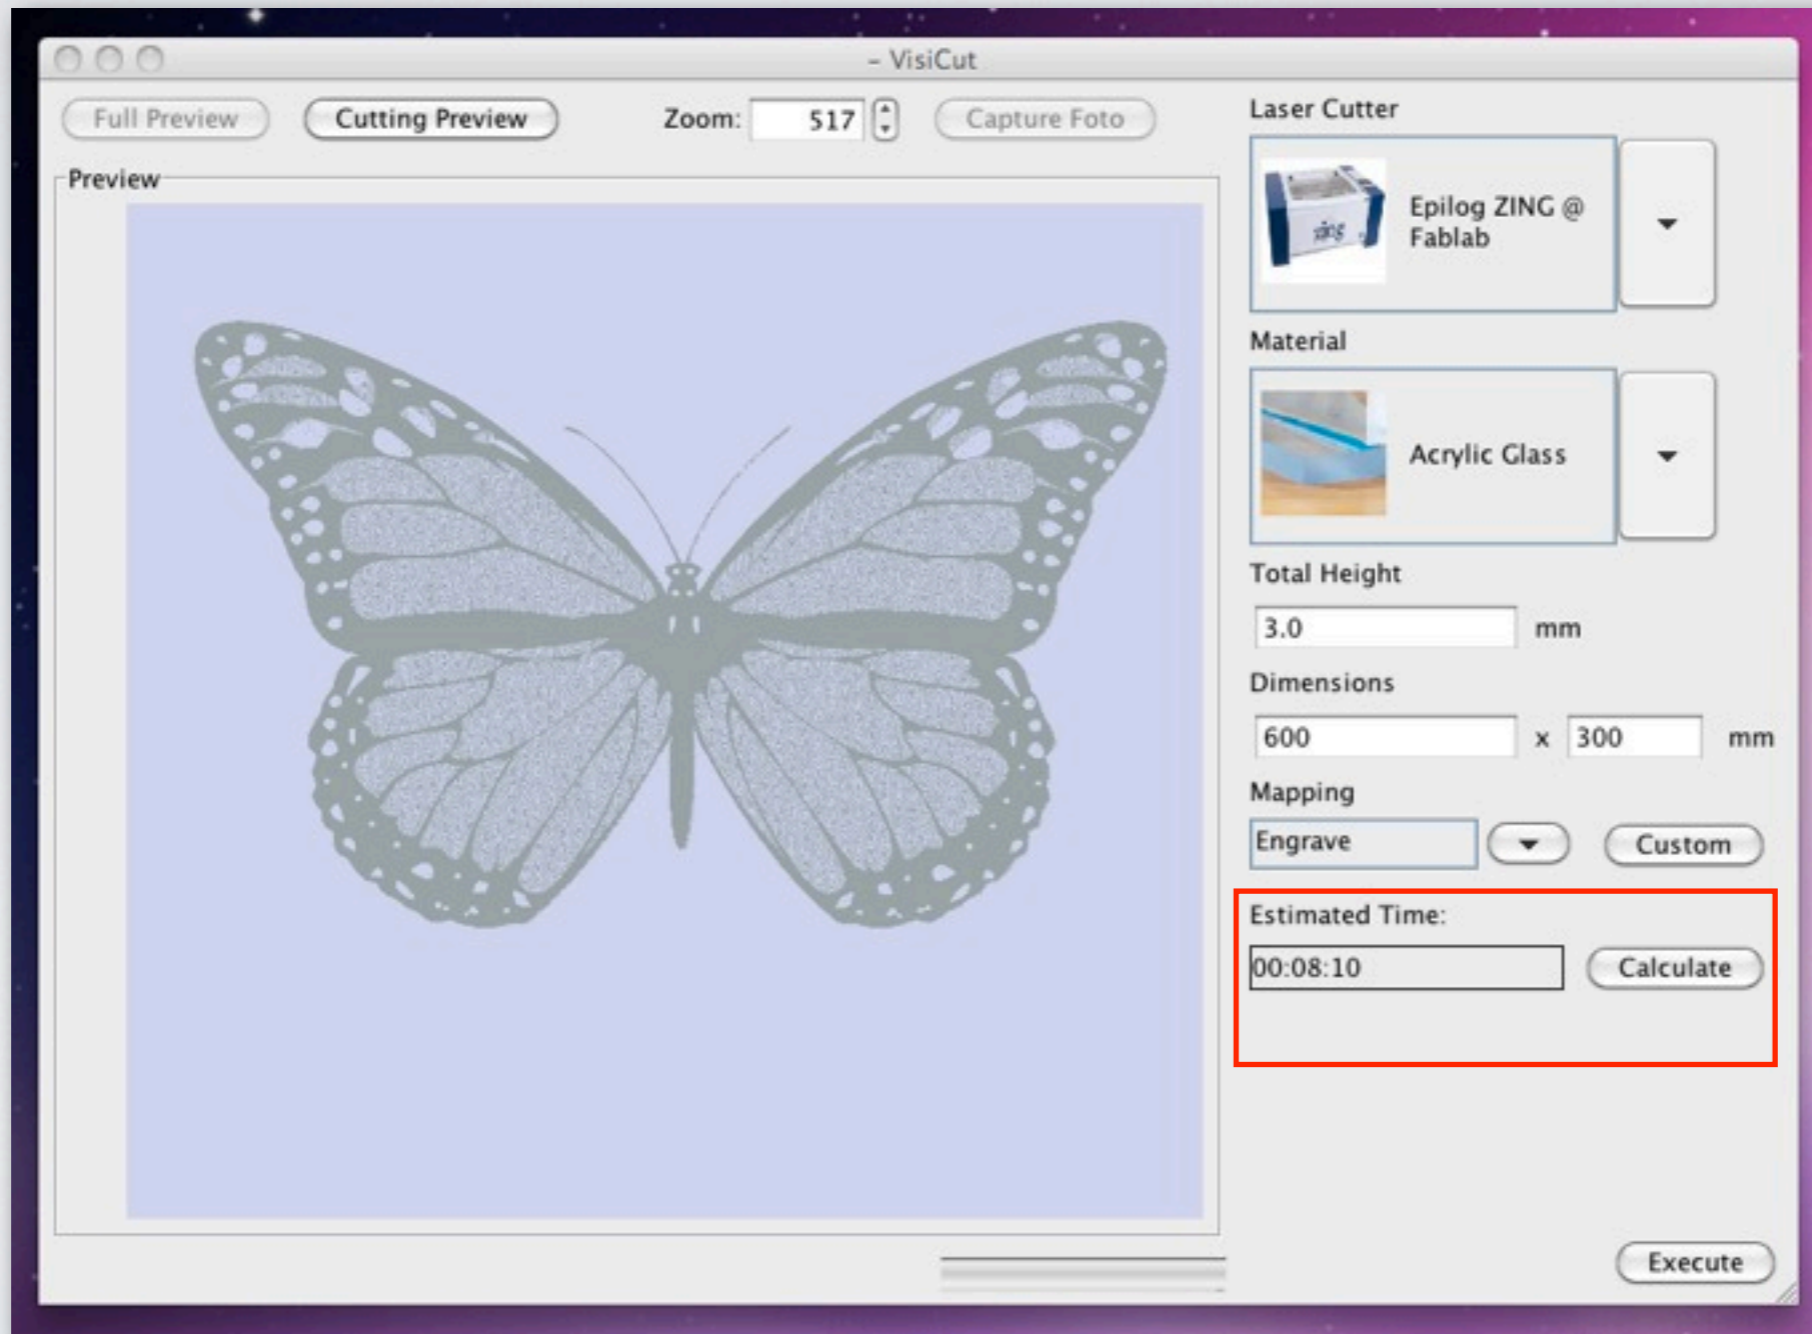 – VisiCut
Full Preview
Cutting Preview
Zoom:
517
Capture Foto
Preview
Laser Cutter
zing
Epilog ZING @
Fablab
Material
Acrylic Glass
Total Height
3.0 mm
Dimensions
600 x 300 mm
Mapping
Engrave
Custom
Estimated Time:
00:08:10
Calculate
Execute